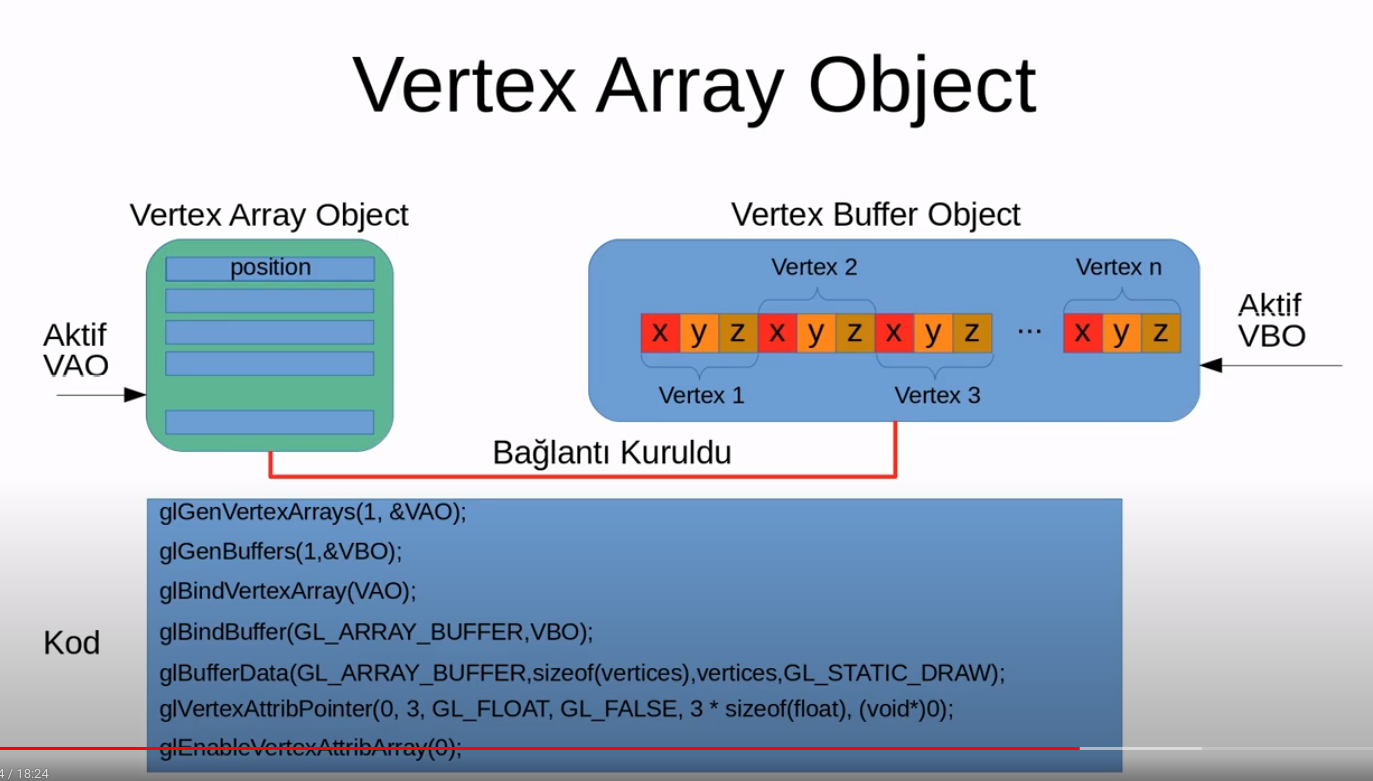 Vertex Array Object
Vertex Array Object
Vertex Buffer Object
position
Vertex 2
Vertex n
Aktif
VAO
x y z x y z x y z ... x y z
Aktif
VBO
Vertex 1
Vertex 3
Bağlantı Kuruldu
Kod
glGenVertexArrays(1, &VAO);
glGenBuffers(1,&VBO);
glBindVertexArray(VAO);
glBindBuffer(GL_ARRAY_BUFFER,VBO);
glBufferData(GL_ARRAY_BUFFER,sizeof(vertices),vertices,GL_STATIC_DRAW);
glVertexAttribPointer(0, 3, GL_FLOAT, GL_FALSE, 3 * sizeof(float), (void*)0);
glEnableVertexAttribArray(0);
/ 18:24